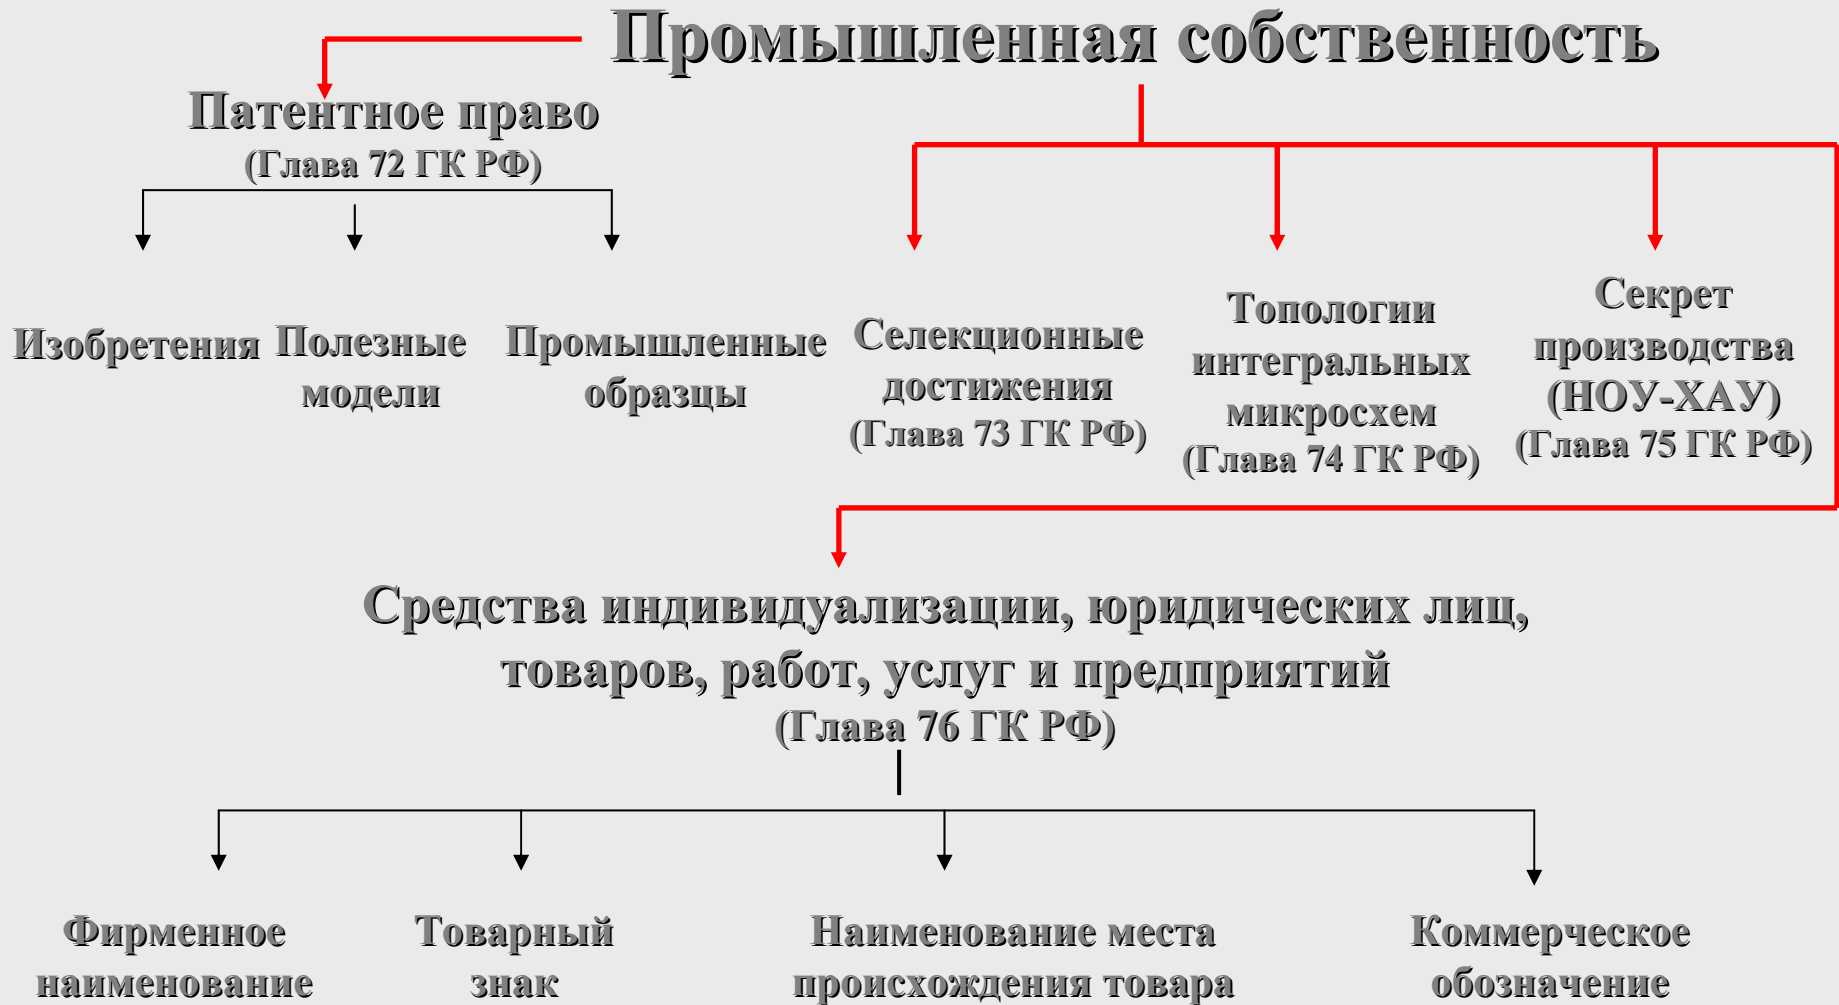 Промышленная собственность
Патентное право
(Глава 72 ГК РФ)
Изобретения
Полезные
модели
Промышленные
образцы
Селекционные
достижения
(Глава 73 ГК РФ)
Топологии
интегральных
микросхем
(Глава 74 ГК РФ)
Секрет
производства
(НОУ-ХАУ)
(Глава 75 ГК РФ)
Средства индивидуализации, юридических лиц,
товаров, работ, услуг и предприятий
(Глава 76 ГК РФ)
Фирменное
наименование
Товарный
знак
Наименование места
происхождения товара
Коммерческое
обозначение